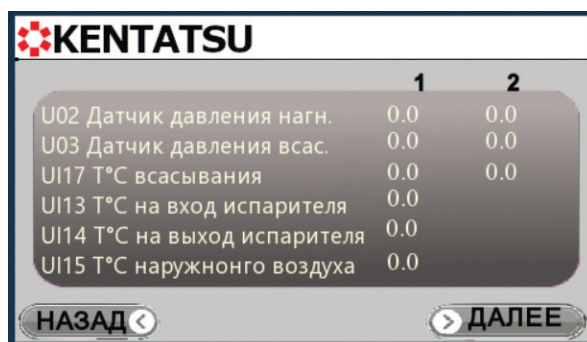 KENTATSU
1 2
U02 Датчик давления нагн. 0.0 0.0
U03 Датчик давления всас. 0.0 0.0
UI17 T°C всасывания 0.0 0.0
UI13 T°C на вход испарителя 0.0
UI14 T°C на выход испарителя 0.0
UI15 T°C наружнонго воздуха 0.0
НАЗАД ДАЛЕЕ